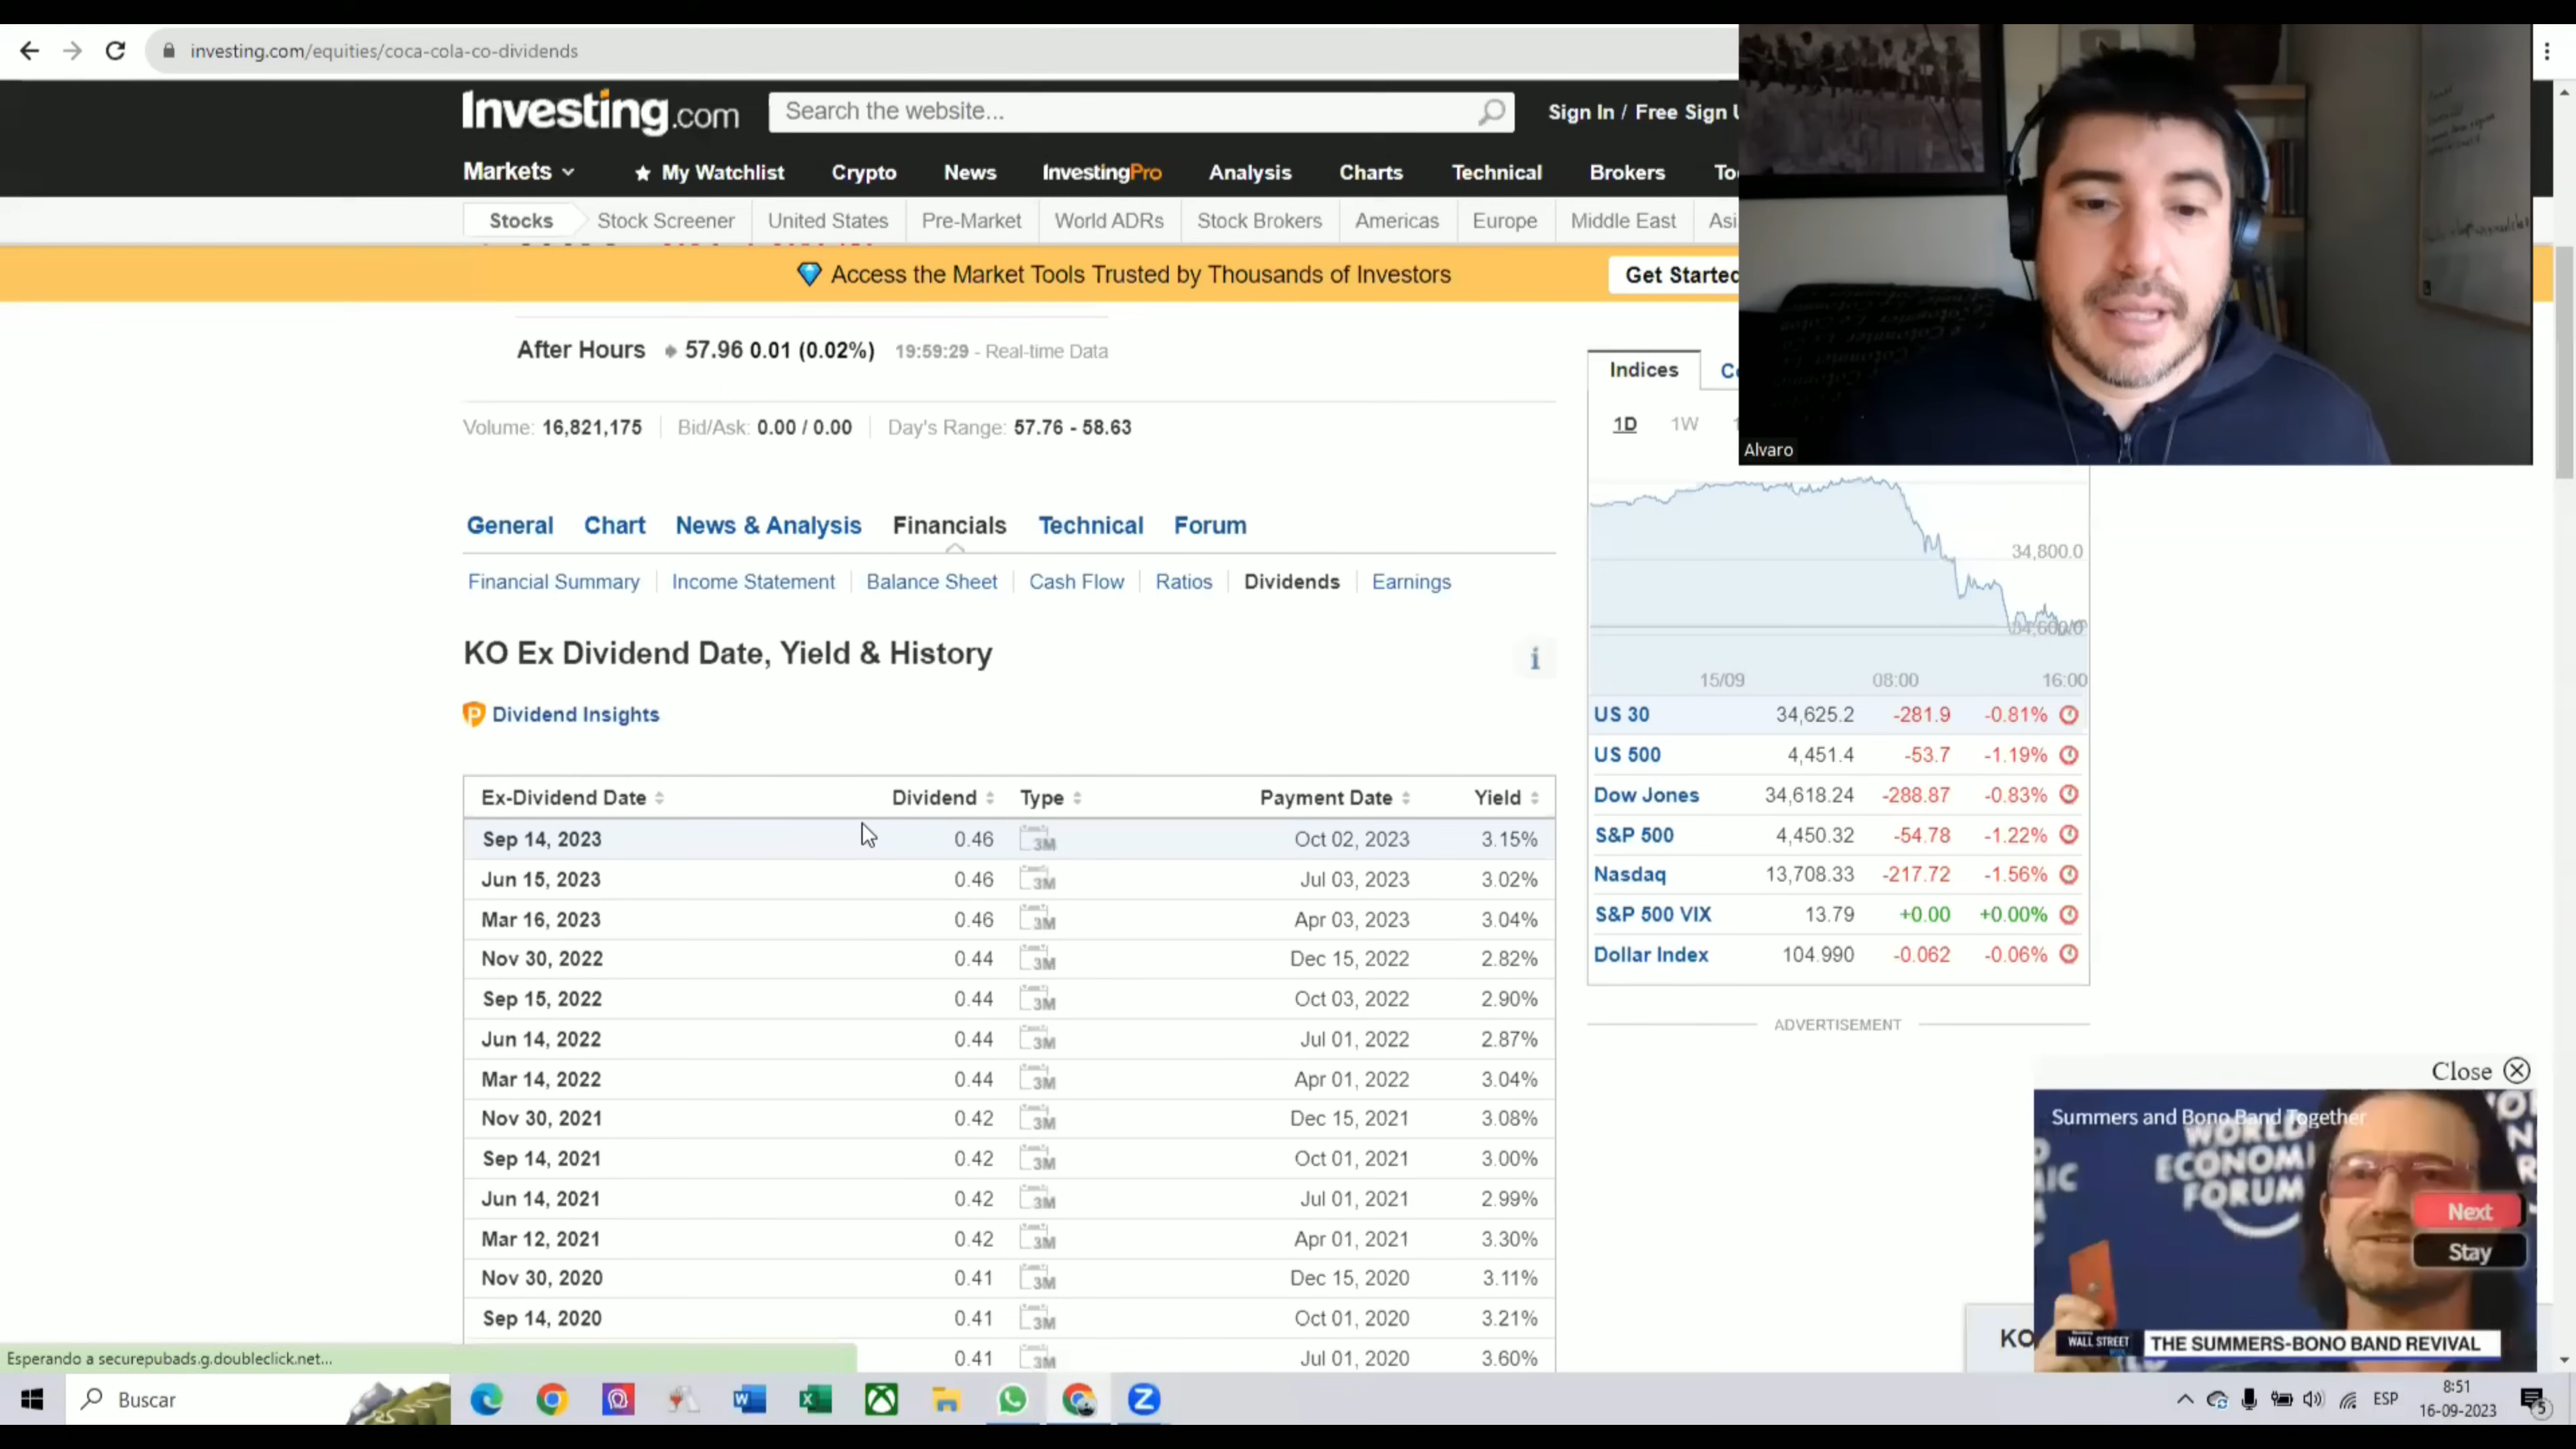 investing.com/equities/coca-cola-co-dividends
Investing.com
Search the website...
Sign In / Free Sign
Markets
My Watchlist
Crypto
News
InvestingPro
Analysis
Charts
Technical
Brokers
Stocks
Stock Screener
United States
Pre-Market
World ADRs
Stock Brokers
Americas
Europe
Middle East
Access the Market Tools Trusted by Thousands of Investors
Get Started
After Hours 57.96 0.01 (0.02%) 19:59:29 - Real-time Data
Volume: 16,821,175 Bid/Ask: 0.00 / 0.00 Day's Range: 57.76 - 58.63
General Chart News & Analysis Financials Technical Forum
Financial Summary Income Statement Balance Sheet Cash Flow Ratios Dividends Earnings
KO Ex Dividend Date, Yield & History
i
Dividend Insights
Ex-Dividend Date Dividend Type Payment Date Yield
Sep 14, 2023 0.46 3M Oct 02, 2023 3.15%
Jun 15, 2023 0.46 3M Jul 03, 2023 3.02%
Mar 16, 2023 0.46 3M Apr 03, 2023 3.04%
Nov 30, 2022 0.44 3M Dec 15, 2022 2.82%
Sep 15, 2022 0.44 3M Oct 03, 2022 2.90%
Jun 14, 2022 0.44 3M Jul 01, 2022 2.87%
Mar 14, 2022 0.44 3M Apr 01, 2022 3.04%
Nov 30, 2021 0.42 3M Dec 15, 2021 3.08%
Sep 14, 2021 0.42 3M Oct 01, 2021 3.00%
Jun 14, 2021 0.42 3M Jul 01, 2021 2.99%
Mar 12, 2021 0.42 3M Apr 01, 2021 3.30%
Nov 30, 2020 0.41 3M Dec 15, 2020 3.11%
Sep 14, 2020 0.41 3M Oct 01, 2020 3.21%
0.41 3M Jul 01, 2020 3.60%
Alvaro
Indices
1D 1W
34,800.0
15/09 08:00 16:00
US 30 34,625.2 -281.9 -0.81%
US 500 4,451.4 -53.7 -1.19%
Dow Jones 34,618.24 -288.87 -0.83%
S&P 500 4,450.32 -54.78 -1.22%
Nasdaq 13,708.33 -217.72 -1.56%
S&P 500 VIX 13.79 +0.00 +0.00%
Dollar Index 104.990 -0.062 -0.06%
ADVERTISEMENT
Close
Summers and Bono Band Together
WORLD
ECONOMI
FORUM
Next
Stay
KO
WALL STREET
THE SUMMERS-BONO BAND REVIVAL
Esperando a securepubads.g.doubleclick.net...
Buscar
ESP
8:51
16-09-2023
5